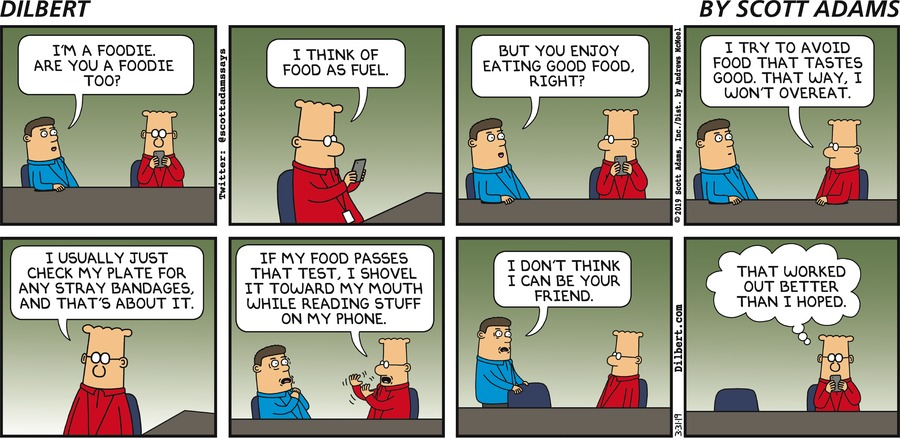 DILBERT
BY SCOTT ADAMS
I'M A FOODIE.
ARE YOU A FOODIE
TOO?
Twitter: @scottadamssays
I THINK OF
FOOD AS FUEL.
BUT YOU ENJOY
EATING GOOD FOOD,
RIGHT?
©2019 Scott Adams, Inc./Dist. by Andrews McMeel
I TRY TO AVOID
FOOD THAT TASTES
GOOD. THAT WAY, I
WON'T OVEREAT.
I USUALLY JUST
CHECK MY PLATE FOR
ANY STRAY BANDAGES,
AND THAT'S ABOUT IT.
IF MY FOOD PASSES
THAT TEST, I SHOVEL
IT TOWARD MY MOUTH
WHILE READING STUFF
ON MY PHONE.
I DON'T THINK
I CAN BE YOUR
FRIEND.
3-31-19 Dilbert.com
THAT WORKED
OUT BETTER
THAN I HOPED.